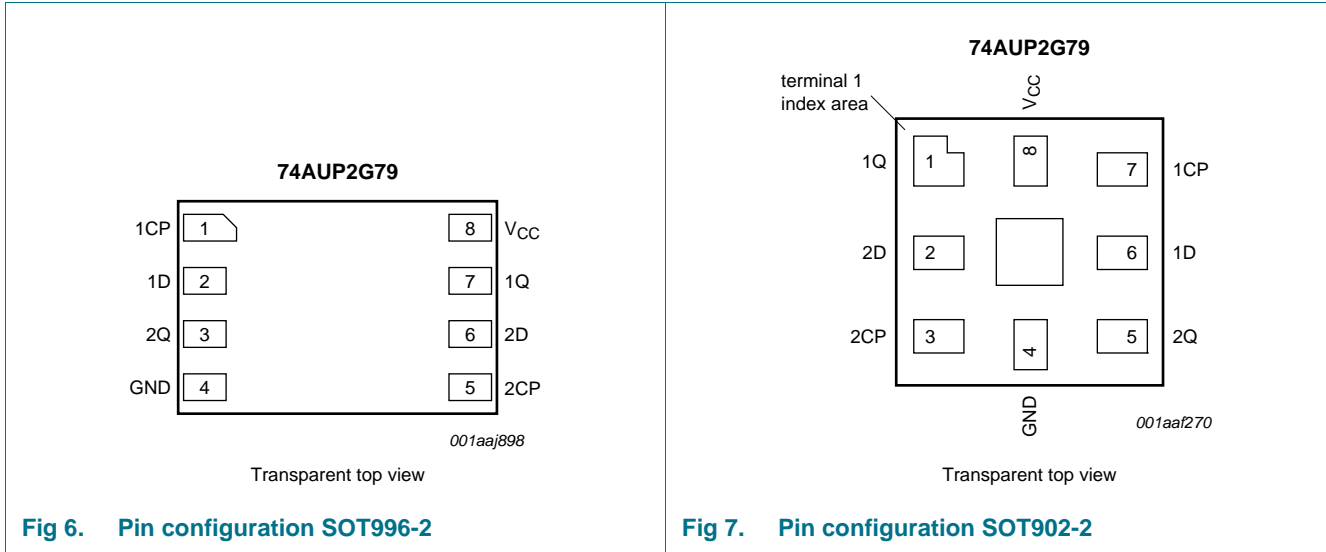 74AUP2G79
1CP 1 8 VCC
1D 2 7 1Q
2Q 3 6 2D
GND 4 5 2CP
001aaj898
Transparent top view
Fig 6. Pin configuration SOT996-2
74AUP2G79
terminal 1
index area
VCC
1Q 1 8 7 1CP
2D 2 6 1D
2CP 3 4 5 2Q
GND
001aaf270
Transparent top view
Fig 7. Pin configuration SOT902-2